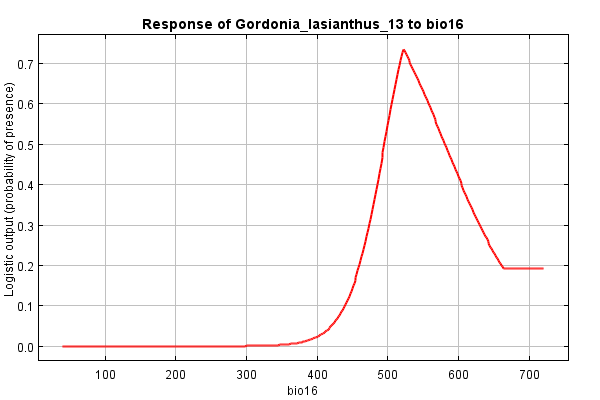 Response of Gordonia_lasianthus_13 to bio16
Logistic output (probability of presence)
0.7
0.6
0.5
0.4
0.3
0.2
0.1
0.0
100 200 300 400 500 600 700
bio16